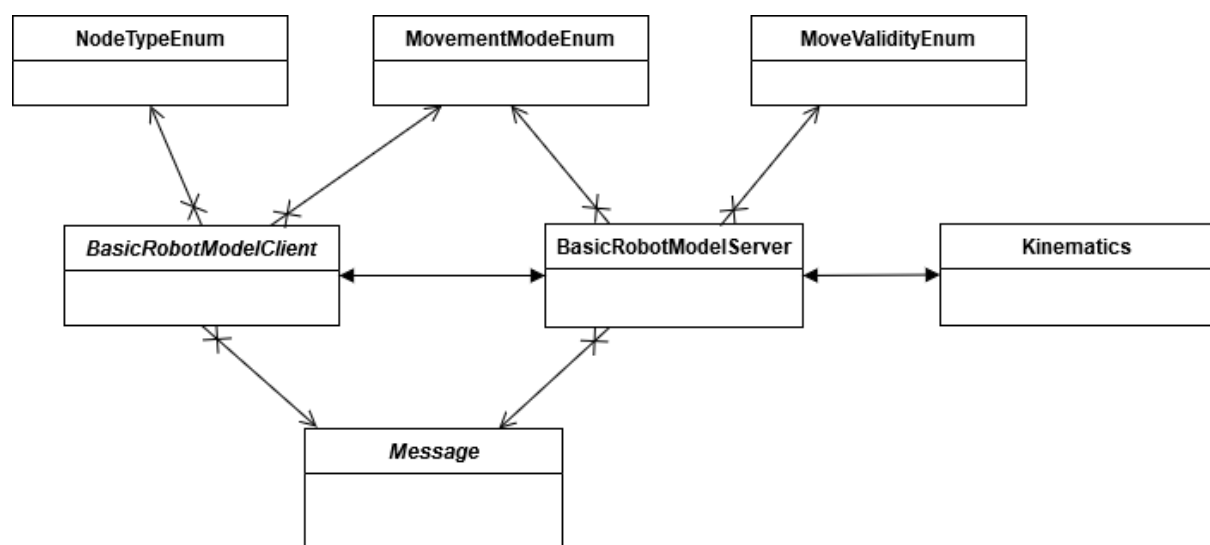 NodeTypeEnum
MovementModeEnum
MoveValidityEnum
BasicRobotModelClient
BasicRobotModelServer
Kinematics
Message